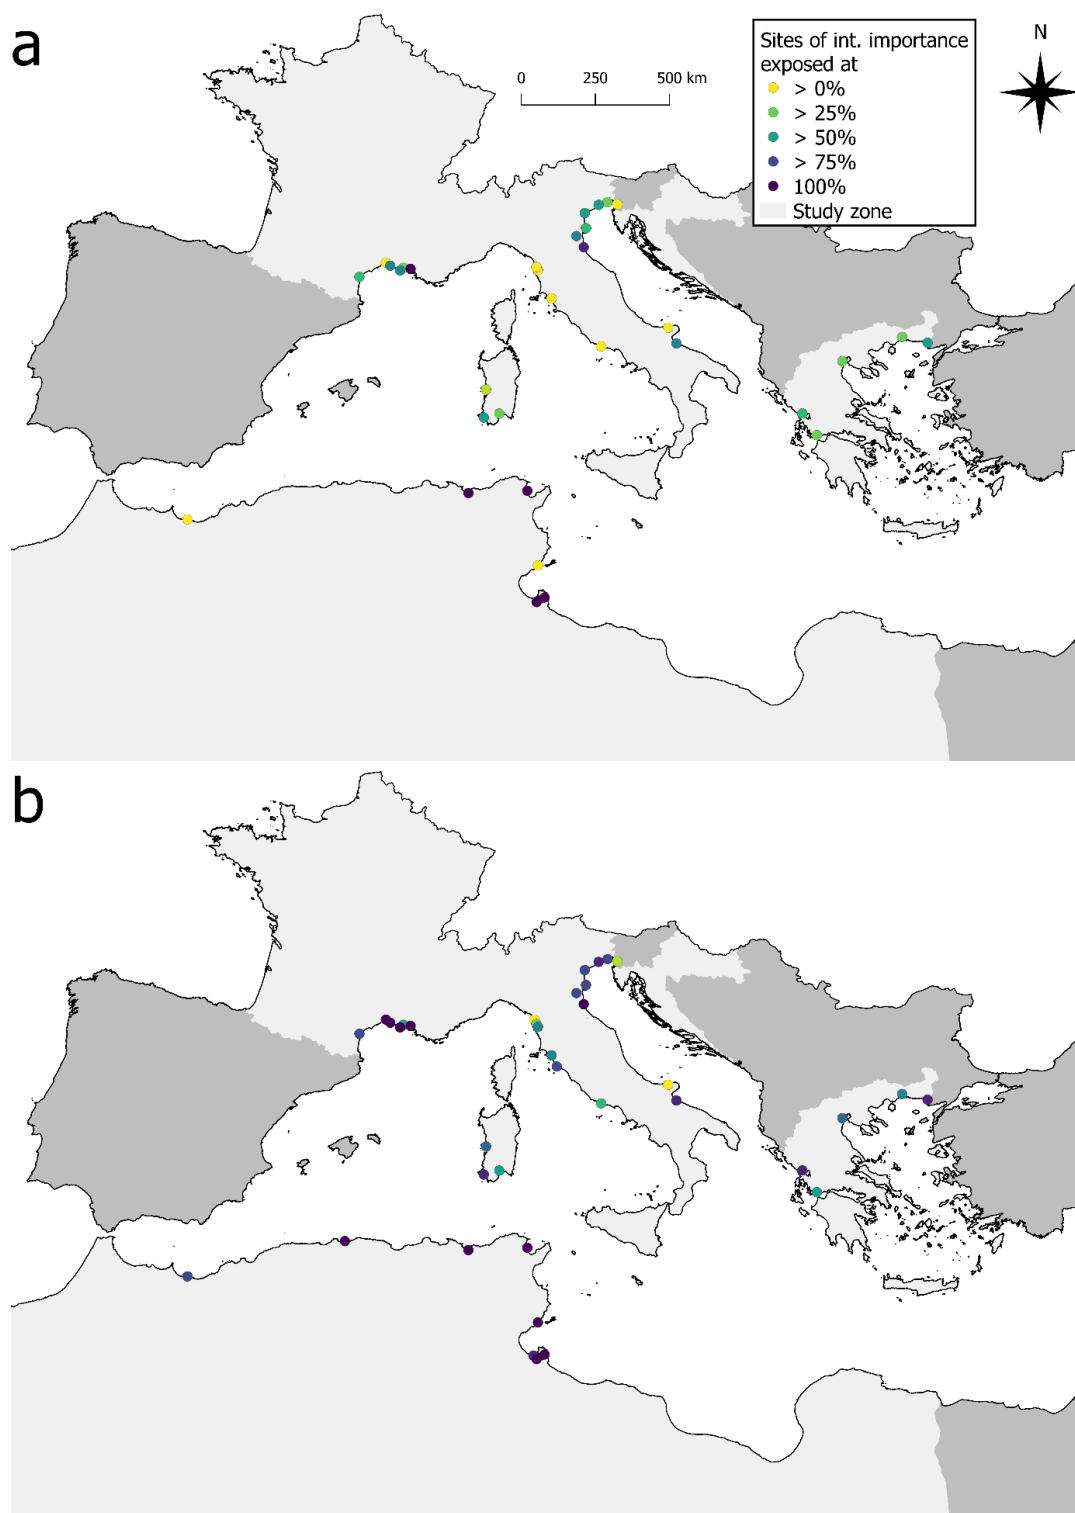 a
Sites of int. importance
exposed at
> 0%
> 25%
> 50%
> 75%
100%
Study zone
N
0 250 500 km
b